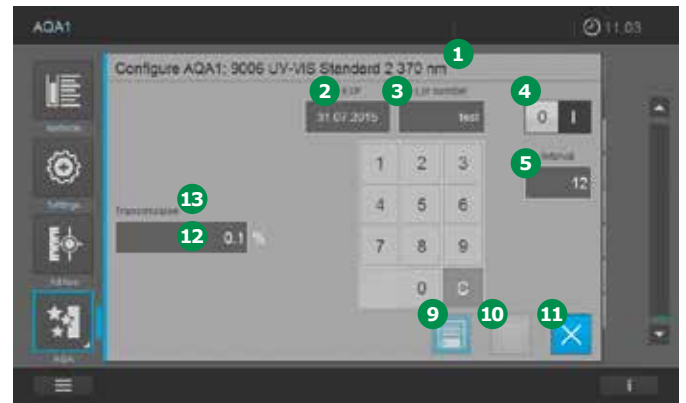 AQA1
11:03
Configure AQA1: 9006 UV-VIS Standard 2 370 nm
1
2
3
4
Lot number
31.07.2015
test
0 I
1 2 3
5
Interval
12
Settings
4 5 6
13
Transmission
12
0.1 %
7 8 9
0 C
9
10
11
AQA
i